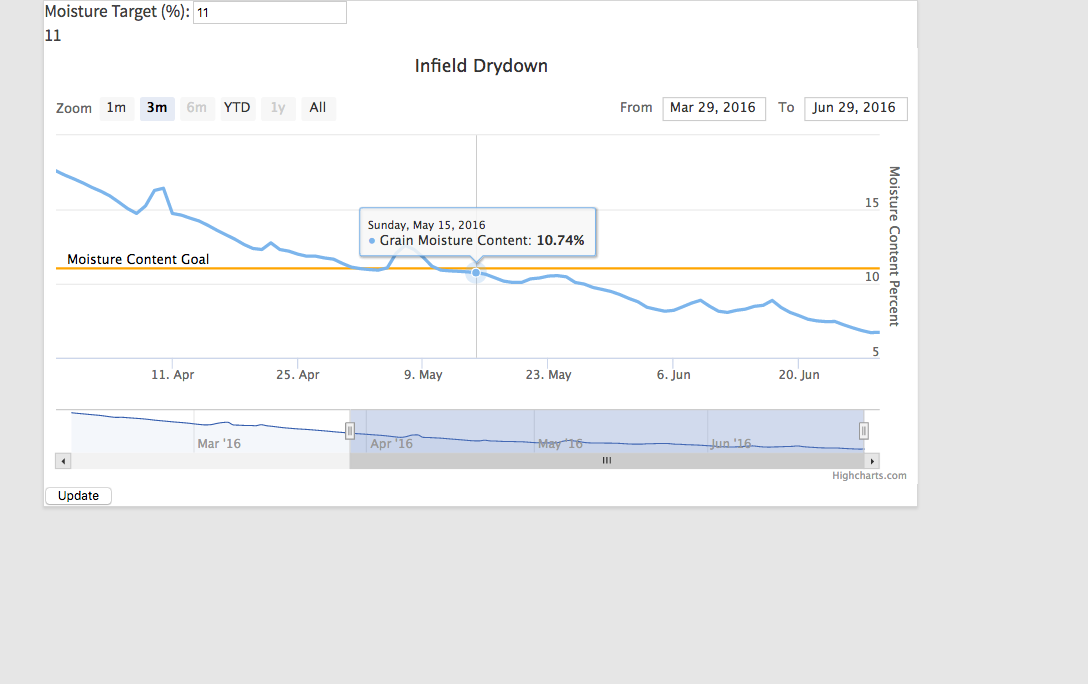 Moisture Target (%): 11
11
Infield Drydown
Zoom 1m 3m 6m YTD 1y All From Mar 29, 2016 To Jun 29, 2016
Moisture Content Percent
15
10
5
Sunday, May 15, 2016
● Grain Moisture Content: 10.74%
Moisture Content Goal
11. Apr 25. Apr 9. May 23. May 6. Jun 20. Jun
Mar '16 Apr '16 May '16 Jun '16
Highcharts.com
Update